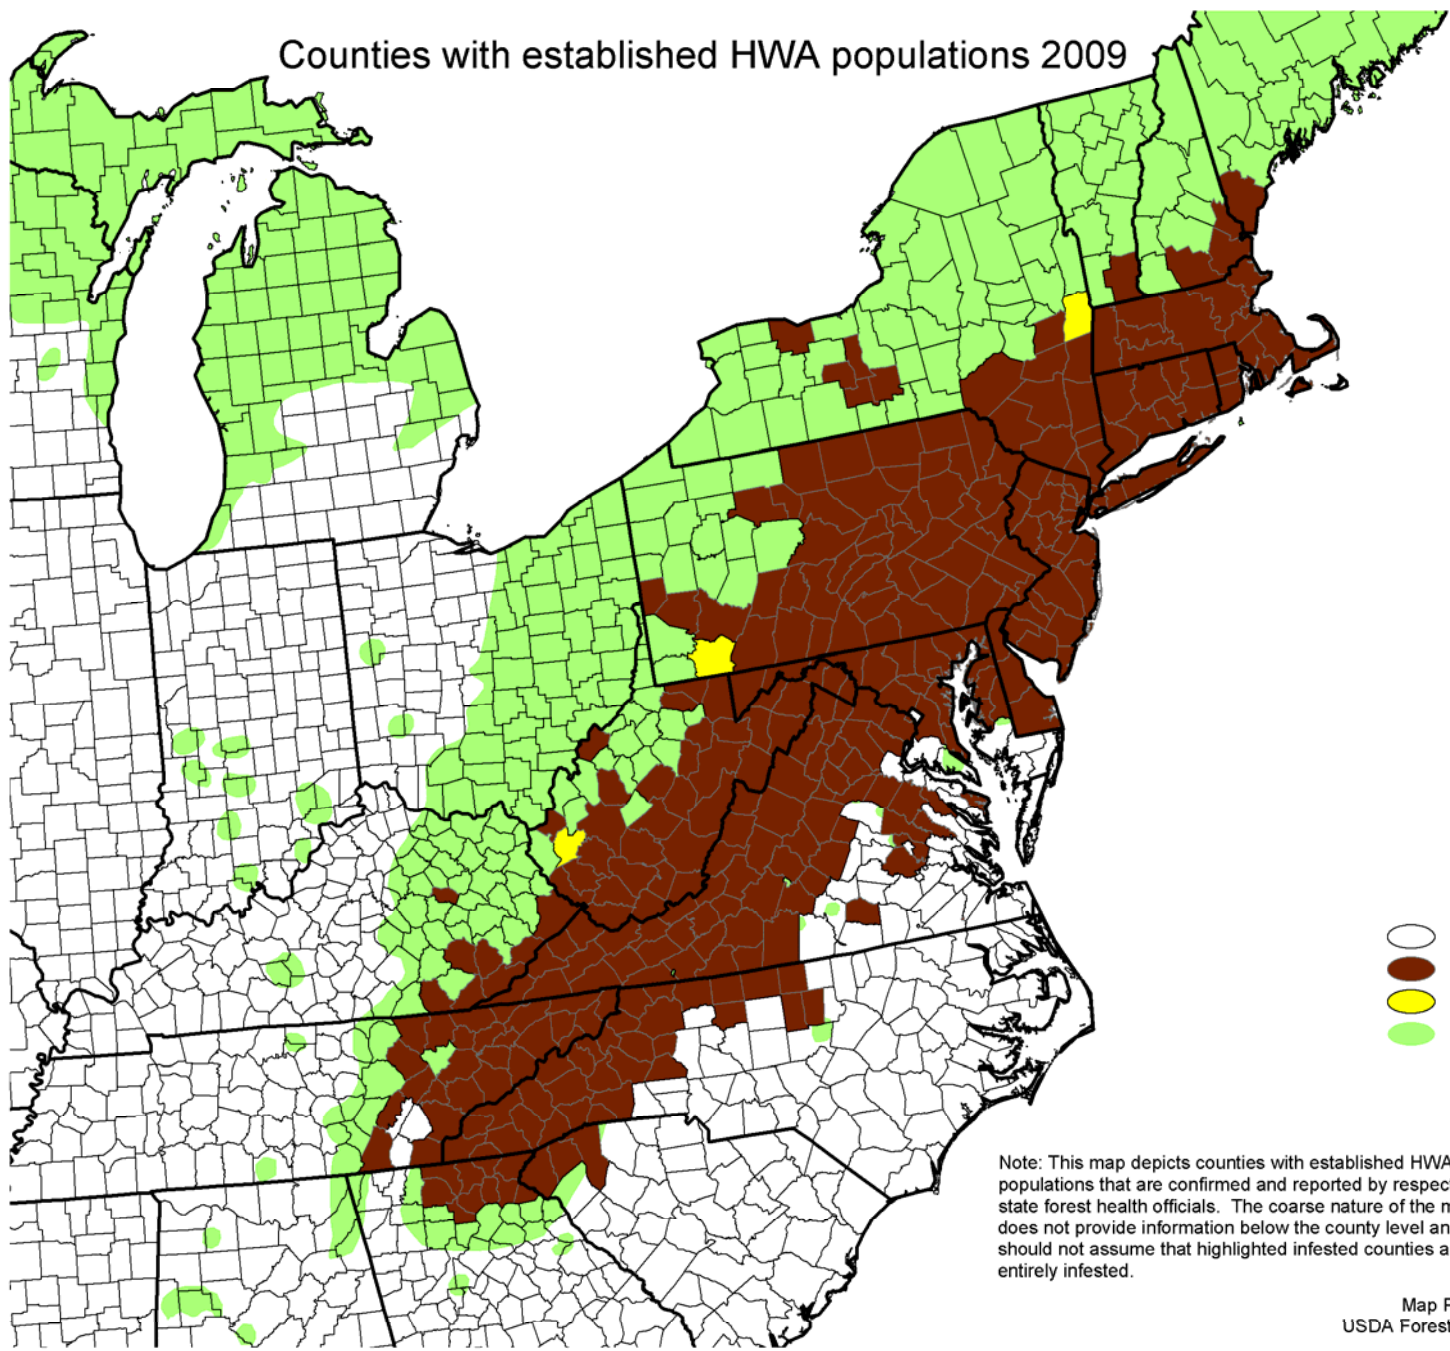 Counties with established HWA populations 2009
Note: This map depicts counties with established HWA
populations that are confirmed and reported by respec
state forest health officials. The coarse nature of the m
does not provide information below the county level an
should not assume that highlighted infested counties a
entirely infested.
Map P
USDA Forest